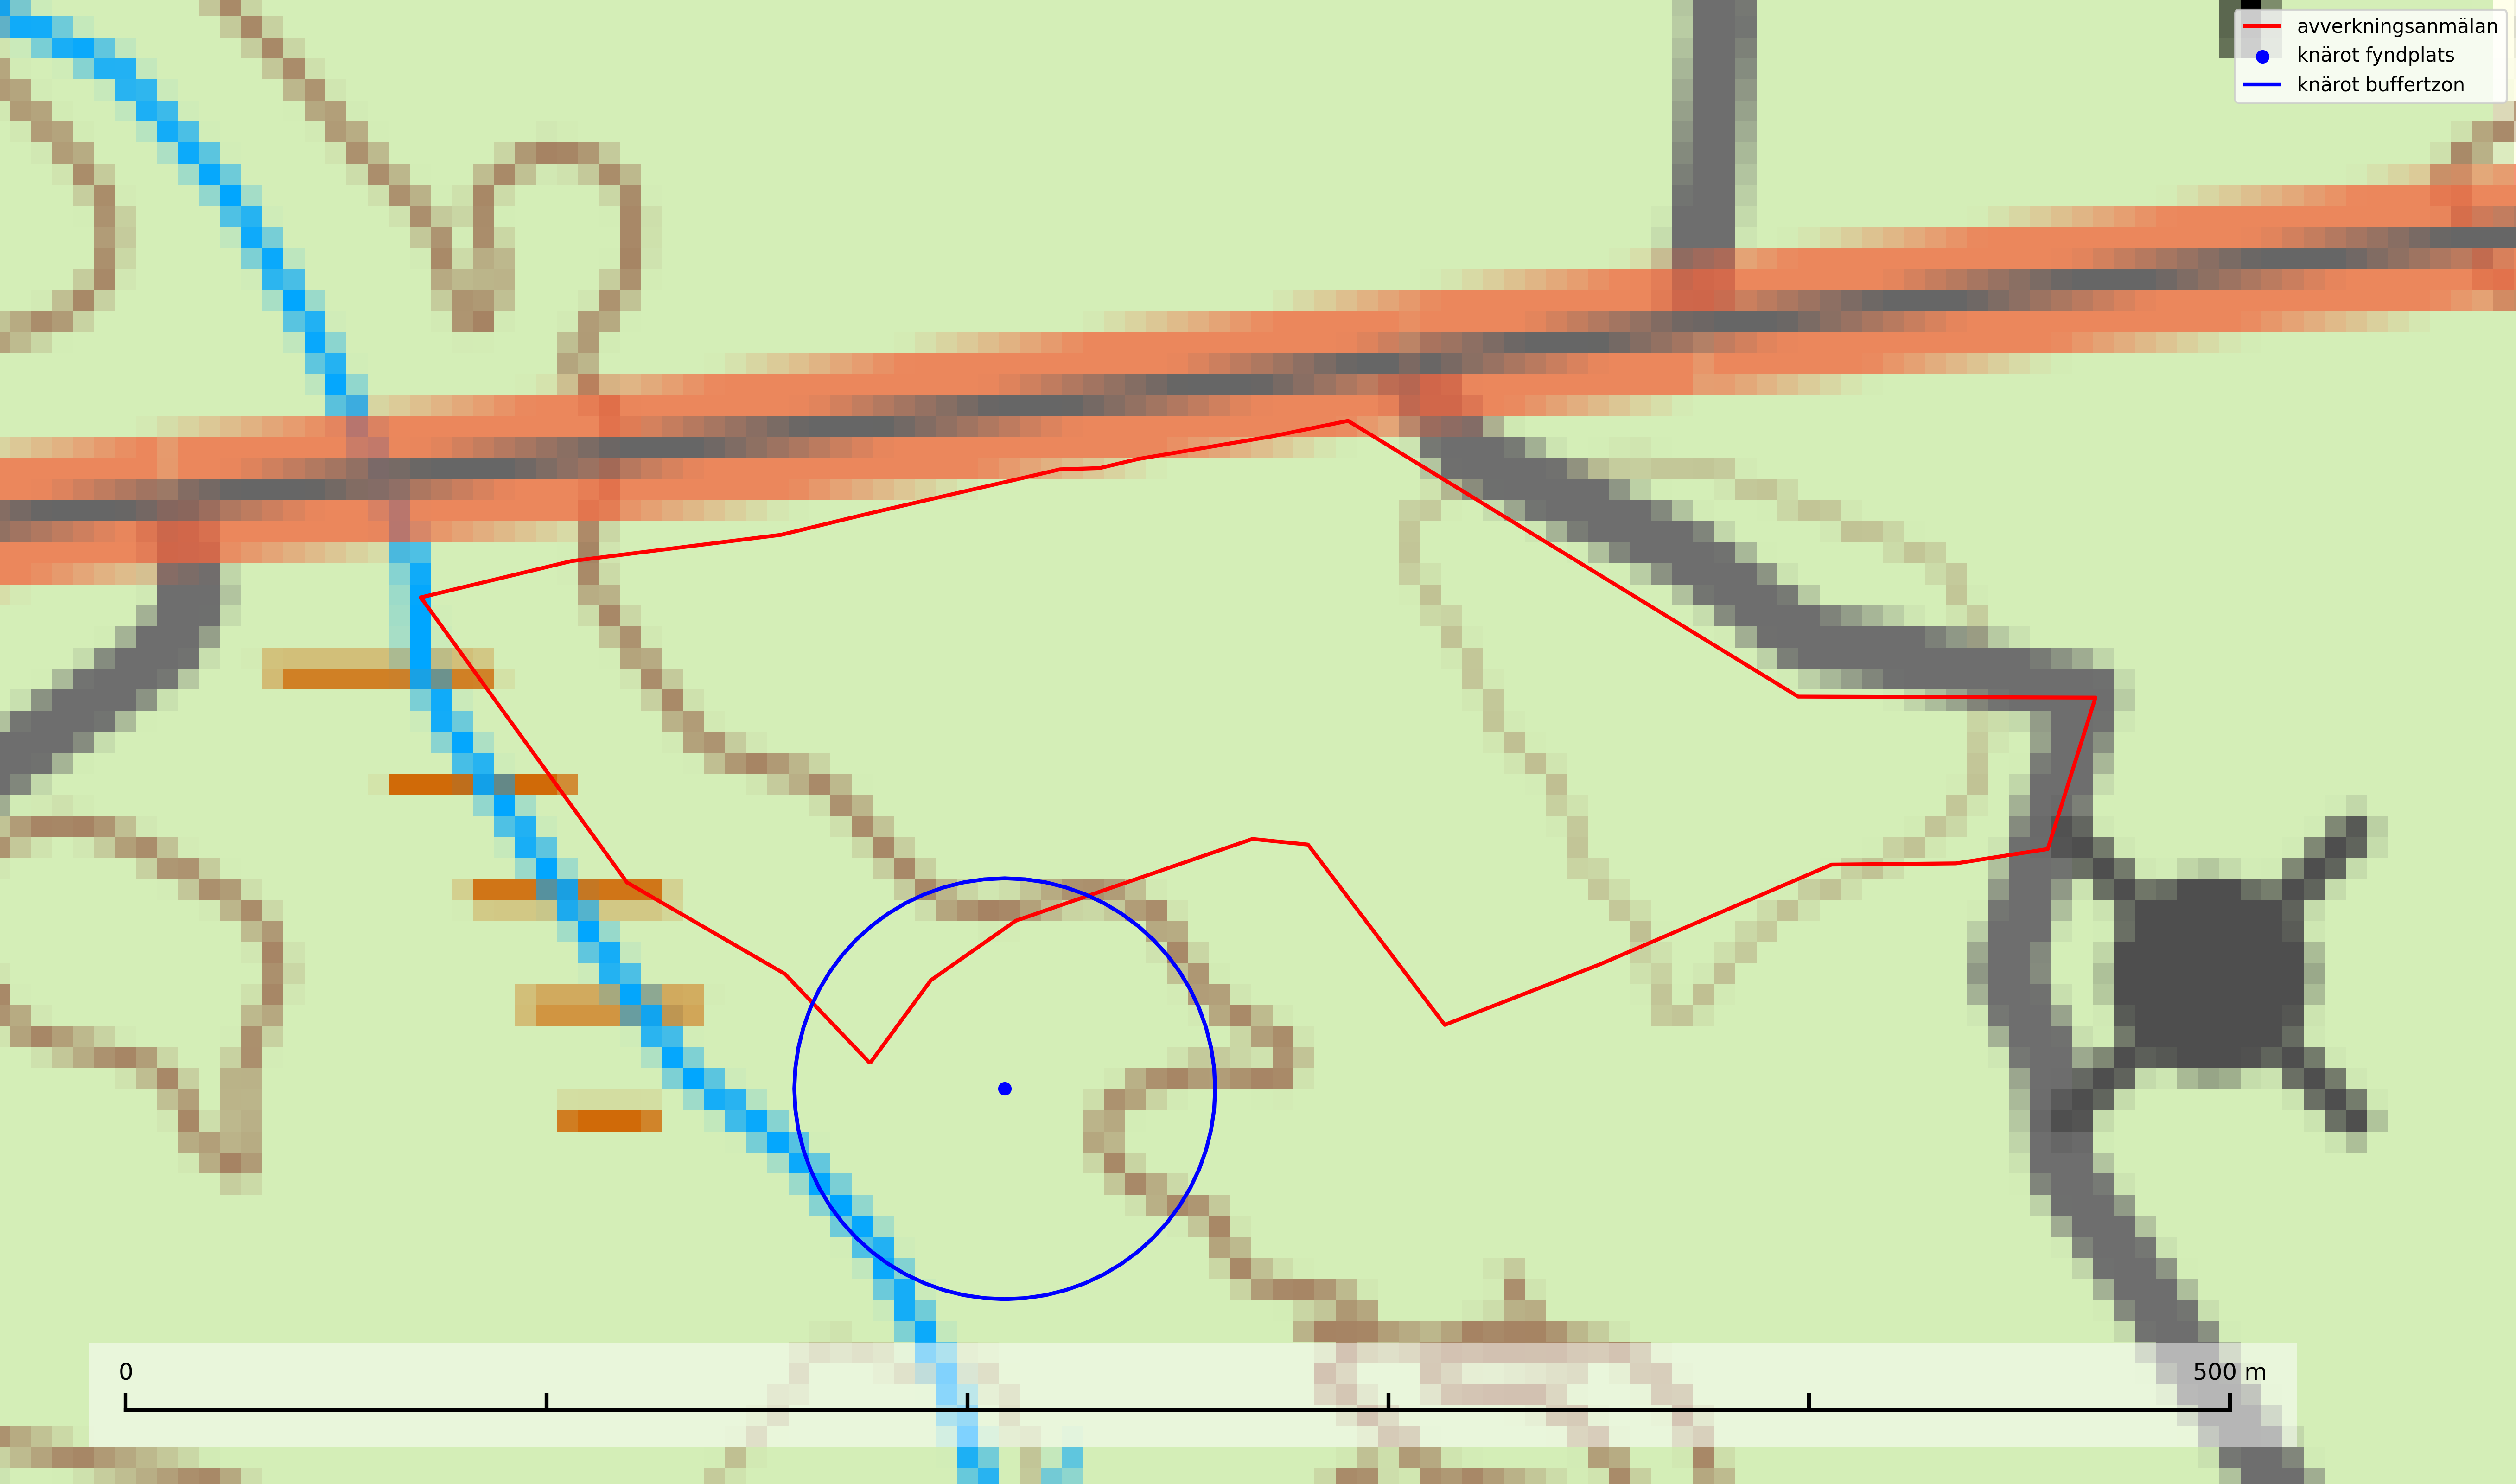 avverkningsanmälan
knärot fyndplats
knärot buffertzon
0
500 m